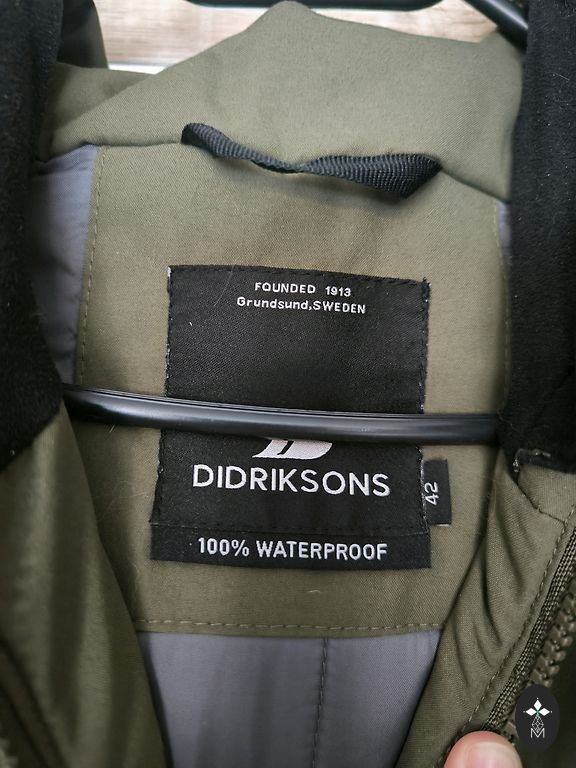 FOUNDED 1913
Grundsund,SWEDEN
DIDRIKSONS
42
100% WATERPROOF